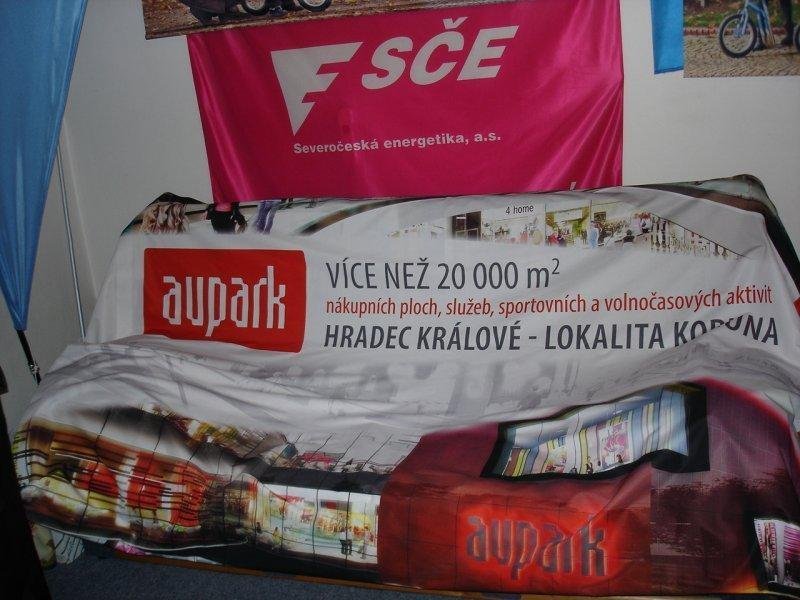 SČE
Severočeská energetika, a.s.
4 home
aupark
VÍCE NEŽ 20 000 m²
nákupních ploch, služeb, sportovních a volnočasových aktivit
HRADEC KRÁLOVÉ - LOKALITA KORUNA
aupark